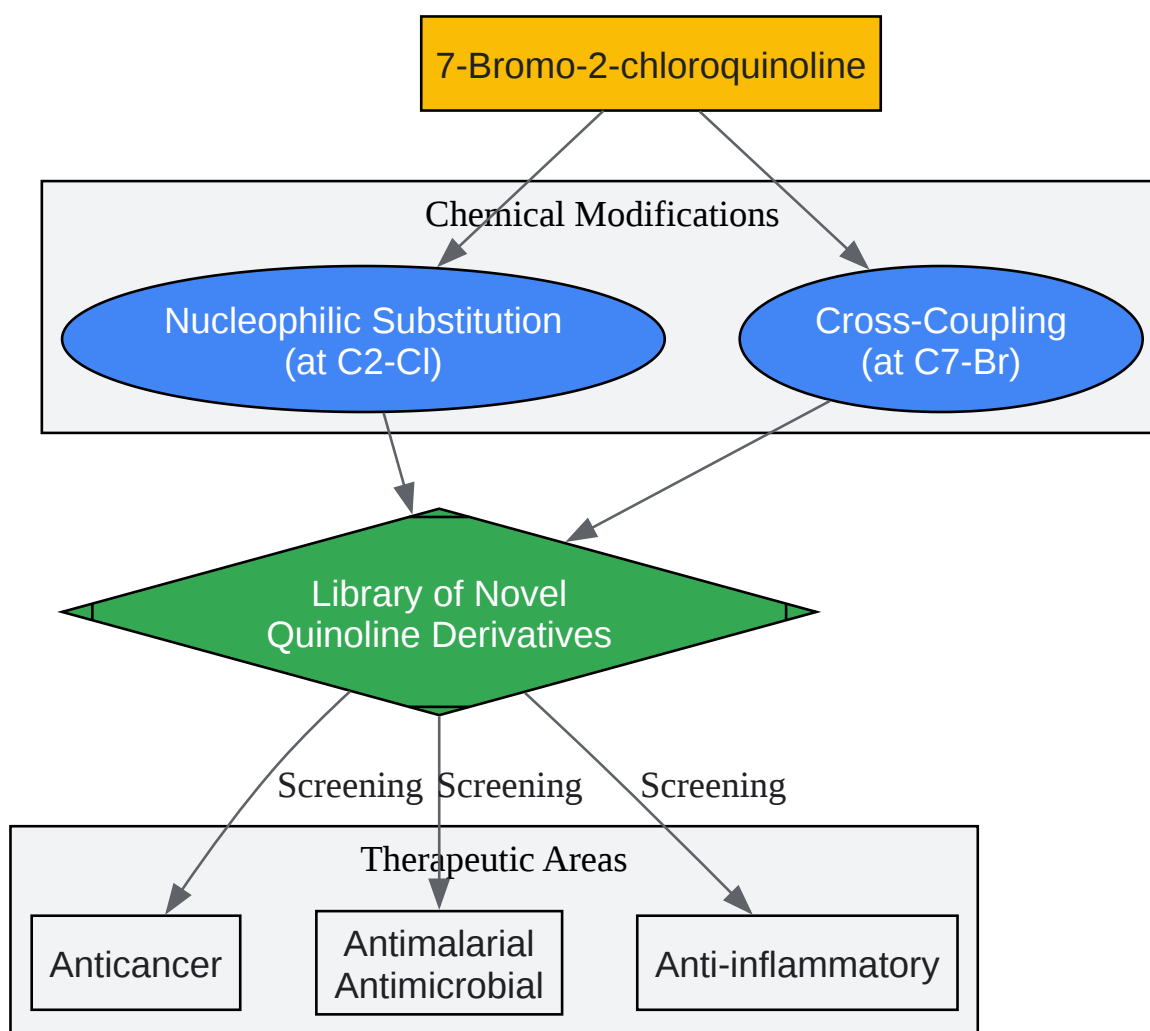 7-Bromo-2-chloroquinoline
Chemical Modifications
Nucleophilic Substitution
(at C2-Cl)
Cross-Coupling
(at C7-Br)
Library of Novel
Quinoline Derivatives
Screening
Screening
Screening
Therapeutic Areas
Anticancer
Antimalarial
Antimicrobial
Anti-inflammatory